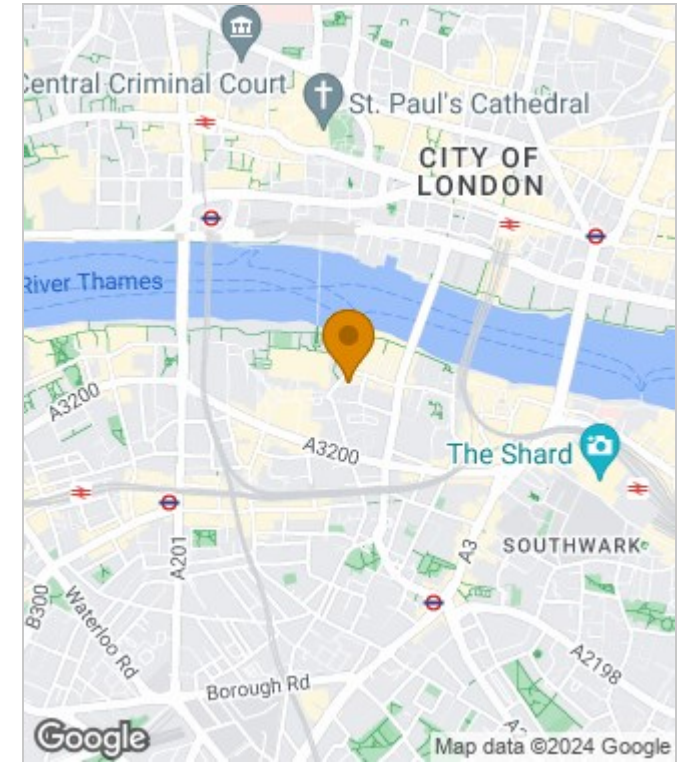 Central Criminal Court
St. Paul's Cathedral
CITY OF
LONDON
River Thames
A3200
A3200
The Shard
A201
A3
SOUTHWARK
B300
Waterloo Rd
A2198
Borough Rd
Google
Map data ©2024 Google